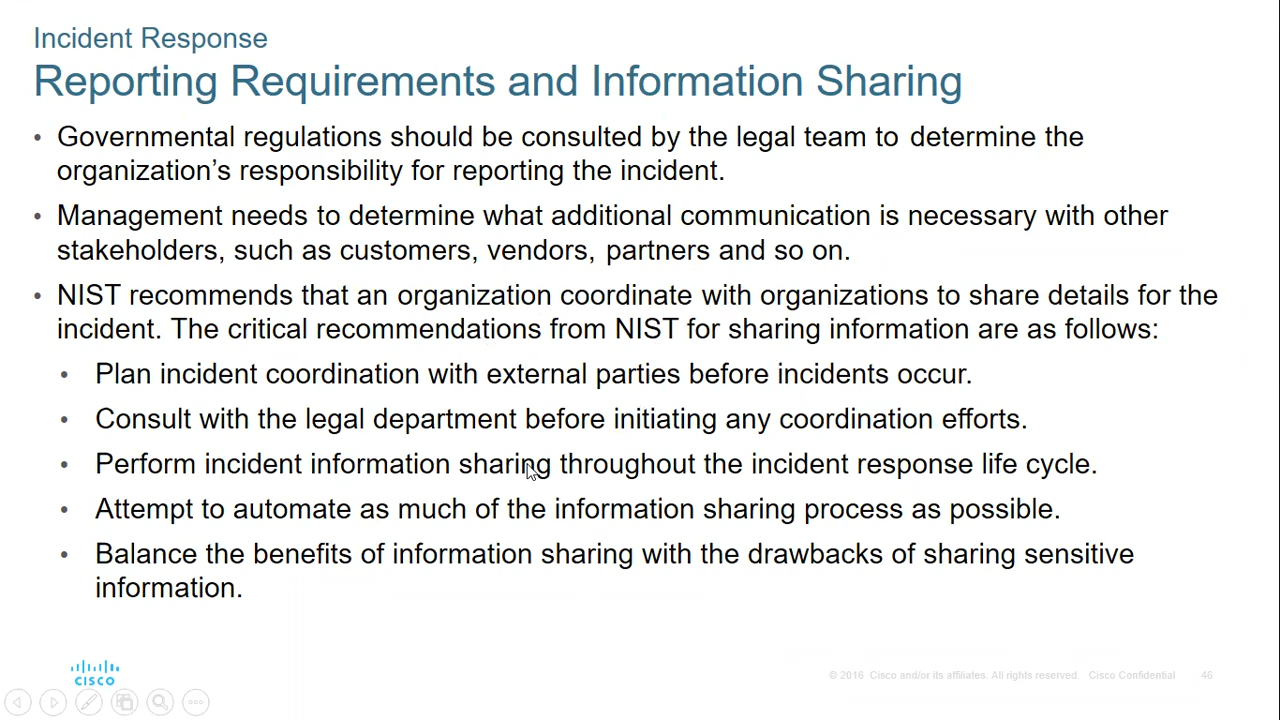 Incident Response
Reporting Requirements and Information Sharing
• Governmental regulations should be consulted by the legal team to determine the
organization's responsibility for reporting the incident.
• Management needs to determine what additional communication is necessary with other
stakeholders, such as customers, vendors, partners and so on.
• NIST recommends that an organization coordinate with organizations to share details for the
incident. The critical recommendations from NIST for sharing information are as follows:
• Plan incident coordination with external parties before incidents occur.
• Consult with the legal department before initiating any coordination efforts.
• Perform incident information sharing throughout the incident response life cycle.
• Attempt to automate as much of the information sharing process as possible.
• Balance the benefits of information sharing with the drawbacks of sharing sensitive
information.
CISCO
© 2016 Cisco and/or its affiliates. All rights reserved. Cisco Confidential 46